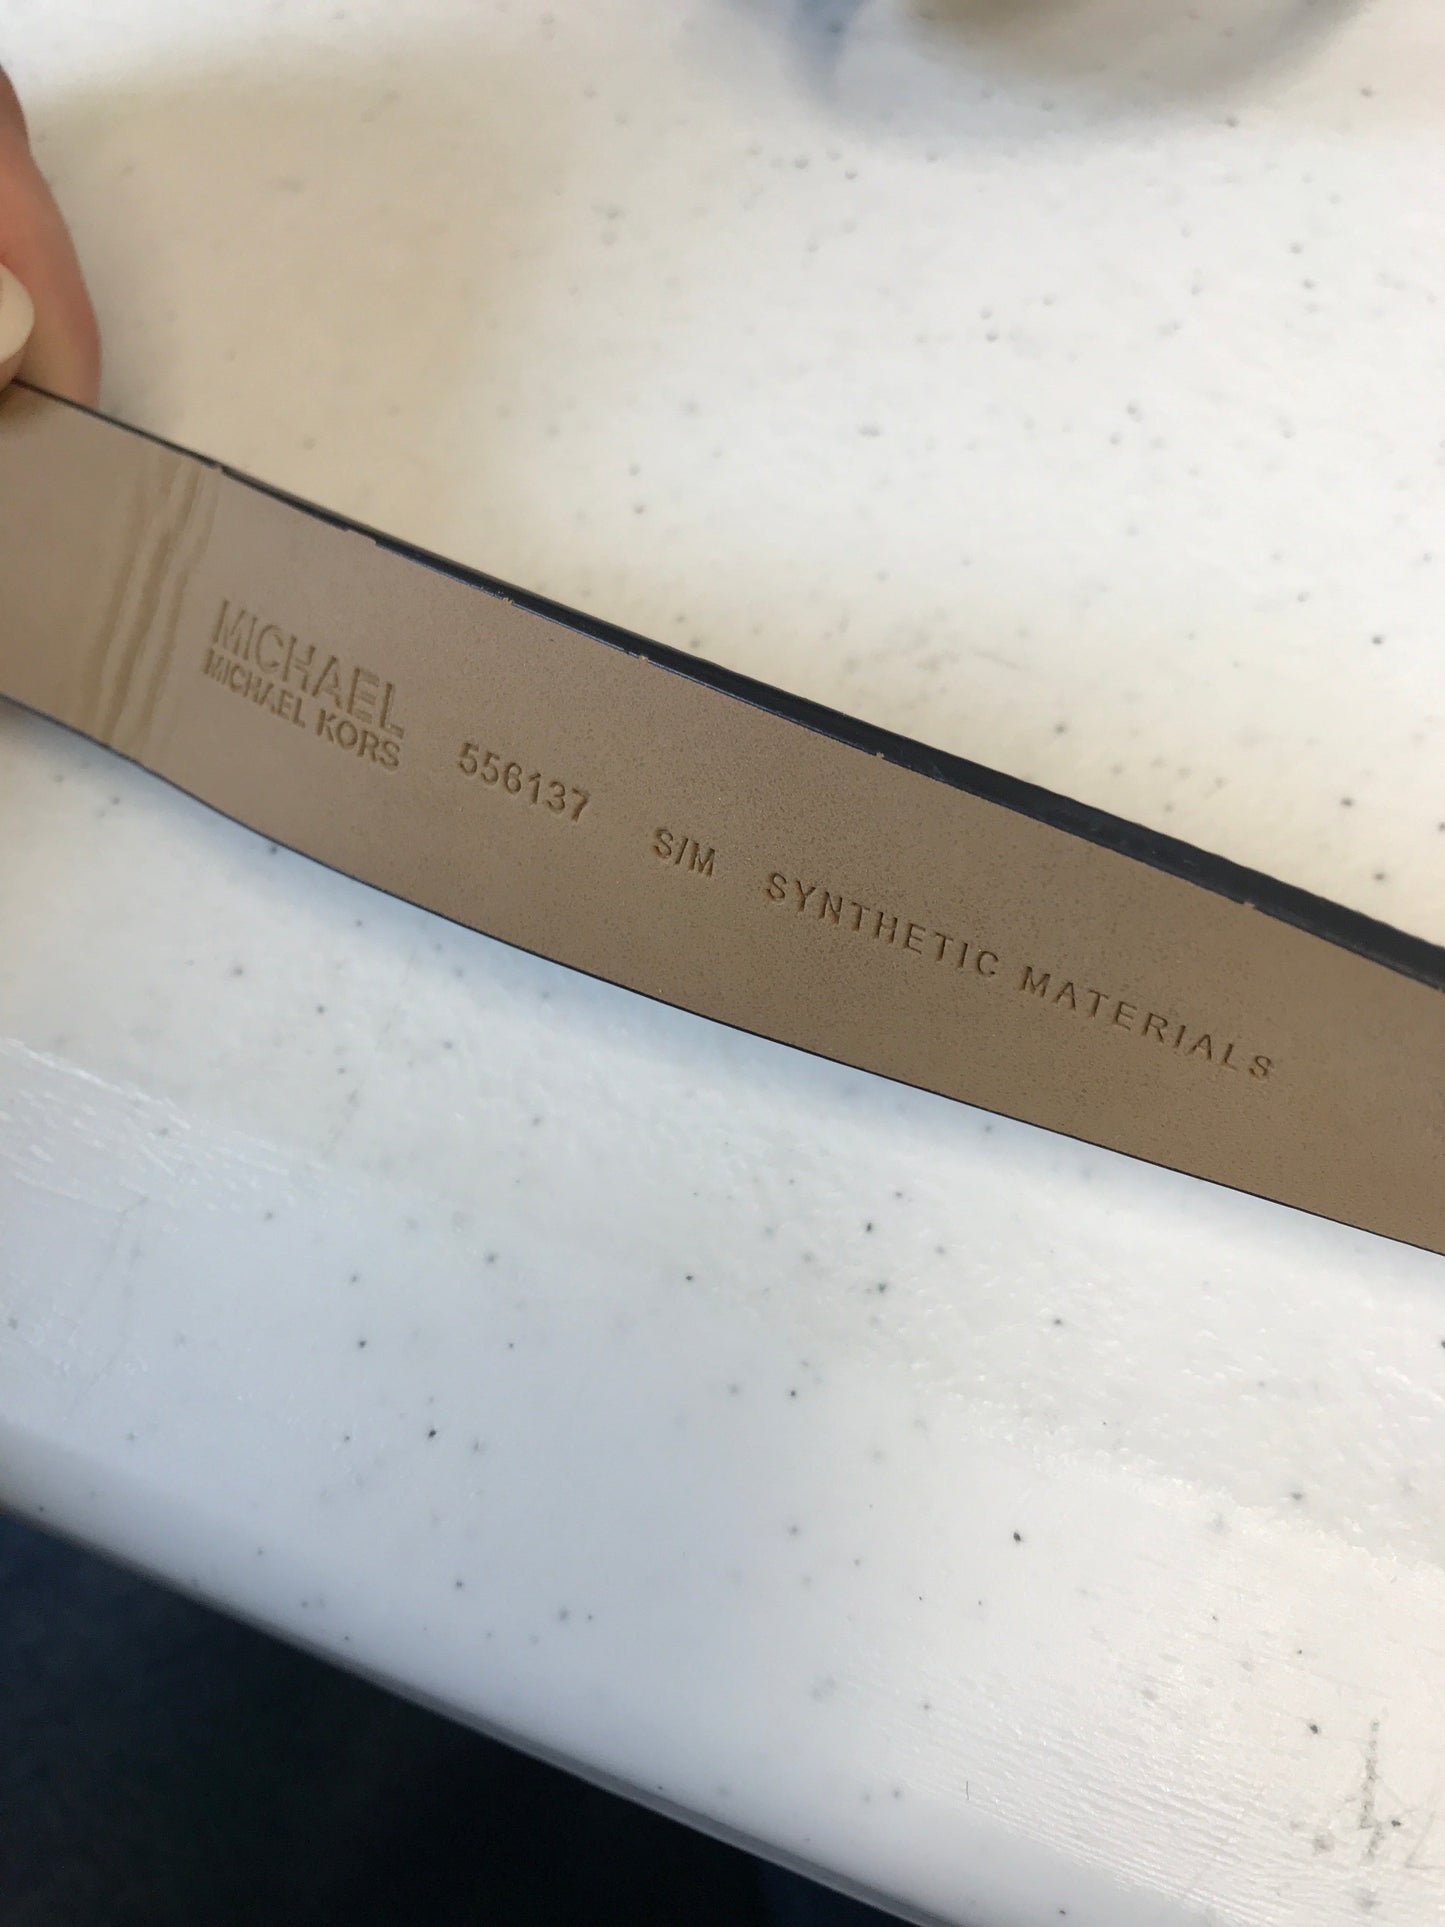 MICHAEL
MICHAEL KORS
556137 S/M SYNTHETIC MATERIALS